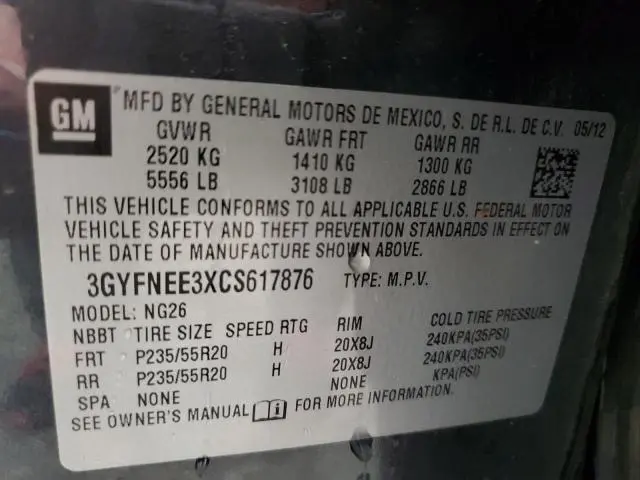 GM MFD BY GENERAL MOTORS DE MEXICO, S. DE R.L. DE C.V. 05/12
GVWR GAWR FRT GAWR RR
2520 KG 1410 KG 1300 KG
5556 LB 3108 LB 2866 LB
THIS VEHICLE CONFORMS TO ALL APPLICABLE U.S. FEDERAL MOTOR
VEHICLE SAFETY AND THEFT PREVENTION STANDARDS IN EFFECT ON
THE DATE OF MANUFACTURE SHOWN ABOVE.
3GYFNEE3XCS617876 TYPE: M.P.V.
MODEL: NG26
NBBT TIRE SIZE SPEED RTG RIM COLD TIRE PRESSURE
FRT P235/55R20 H 20X8J 240KPA(35PSI)
RR P235/55R20 H 20X8J 240KPA(35PSI)
SPA NONE NONE KPA(PSI)
SEE OWNER'S MANUAL i FOR MORE INFORMATION.